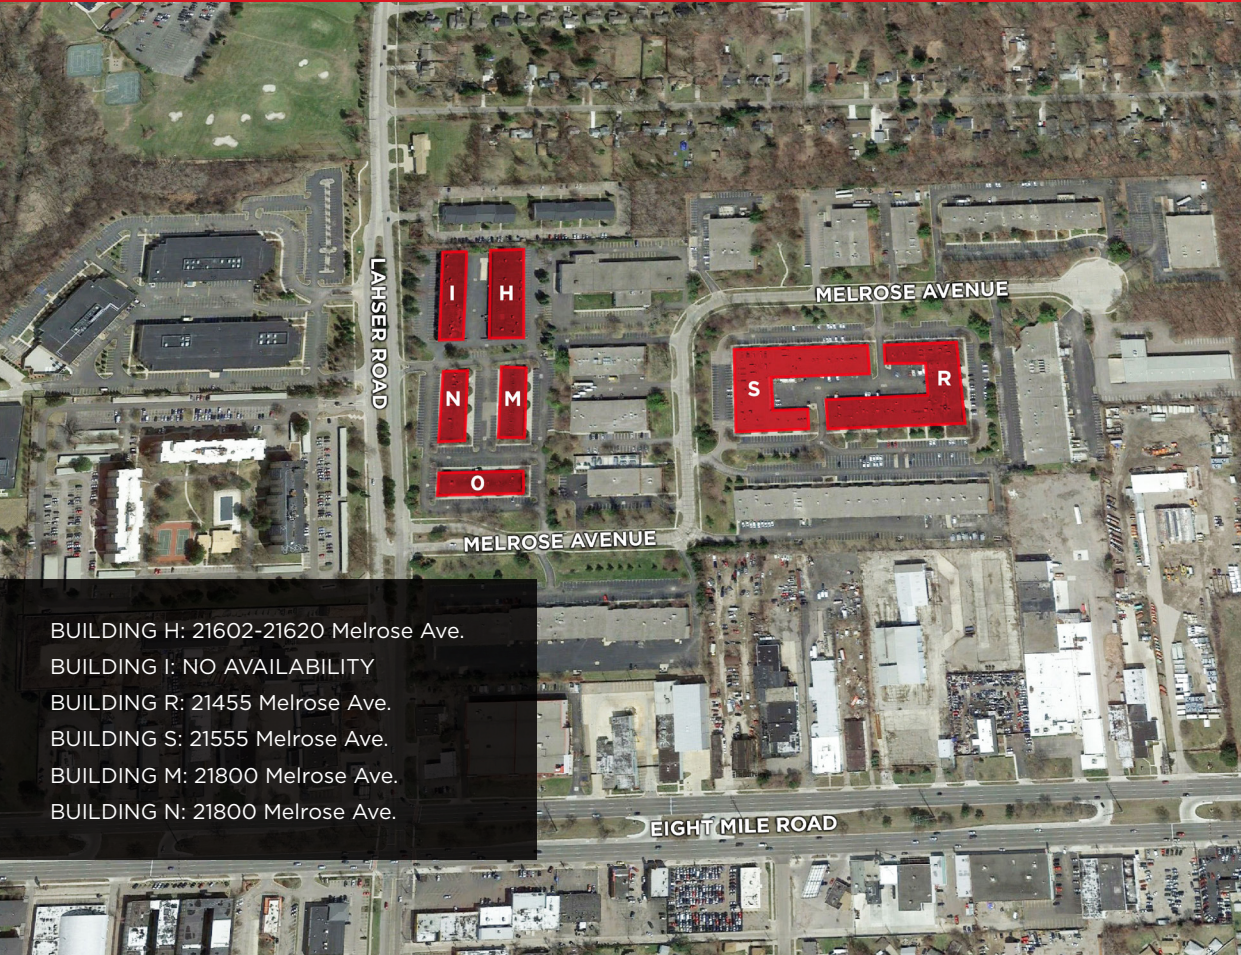 LAHSER ROAD
I
H
MELROSE AVENUE
S
R
N
M
O
MELROSE AVENUE
BUILDING H: 21602-21620 Melrose Ave.
BUILDING I: NO AVAILABILITY
BUILDING R: 21455 Melrose Ave.
BUILDING S: 21555 Melrose Ave.
BUILDING M: 21800 Melrose Ave.
BUILDING N: 21800 Melrose Ave.
EIGHT MILE ROAD